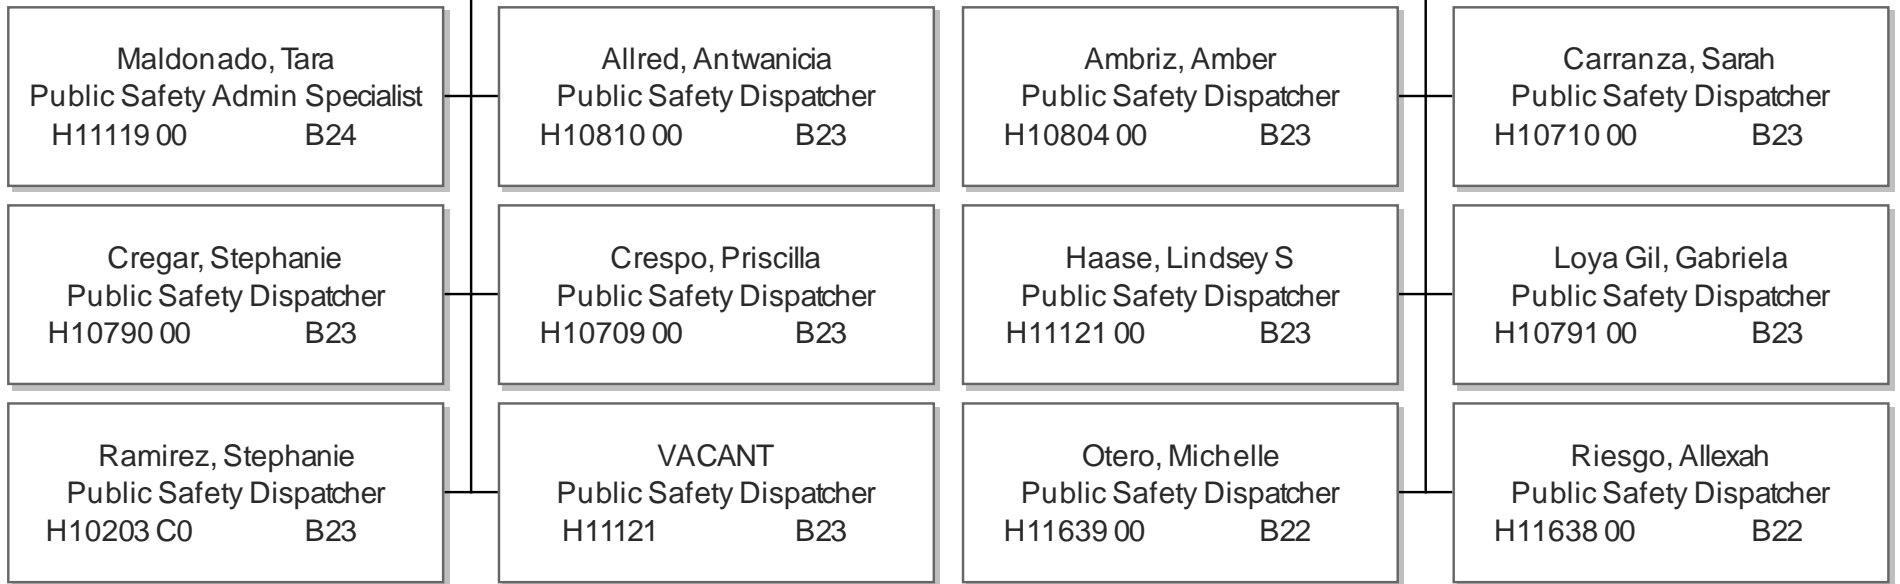 Maldonado, Tara
Public Safety Admin Specialist
H11119 00 B24
Allred, Antwanicia
Public Safety Dispatcher
H10810 00 B23
Ambriz, Amber
Public Safety Dispatcher
H10804 00 B23
Carranza, Sarah
Public Safety Dispatcher
H10710 00 B23
Cregar, Stephanie
Public Safety Dispatcher
H10790 00 B23
Crespo, Priscilla
Public Safety Dispatcher
H10709 00 B23
Haase, Lindsey S
Public Safety Dispatcher
H11121 00 B23
Loya Gil, Gabriela
Public Safety Dispatcher
H10791 00 B23
Ramirez, Stephanie
Public Safety Dispatcher
H10203 C0 B23
VACANT
Public Safety Dispatcher
H11121 B23
Otero, Michelle
Public Safety Dispatcher
H11639 00 B22
Riesgo, Allexah
Public Safety Dispatcher
H11638 00 B22